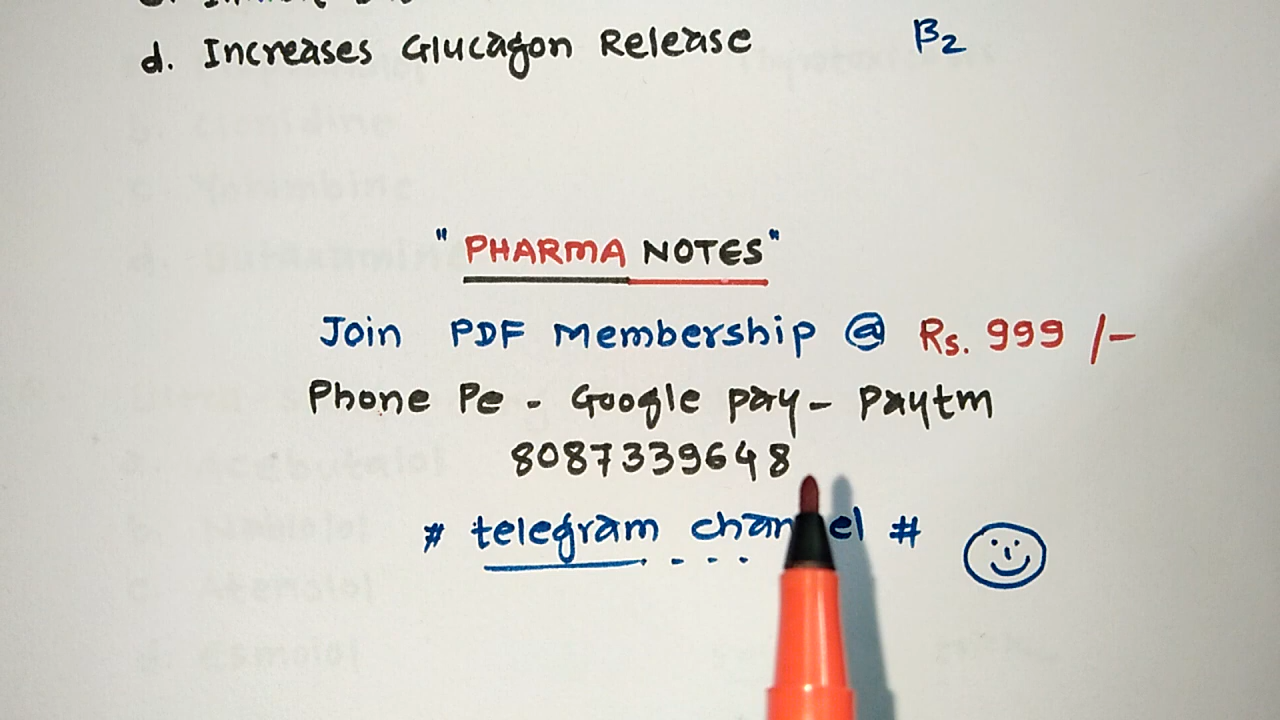 d. Increases Glucagon Release β2
"PHARMA NOTES"
Join PDF Membership @ Rs. 999 /-
Phone Pe - Google pay - Paytm
8087339648
# telegram channel #